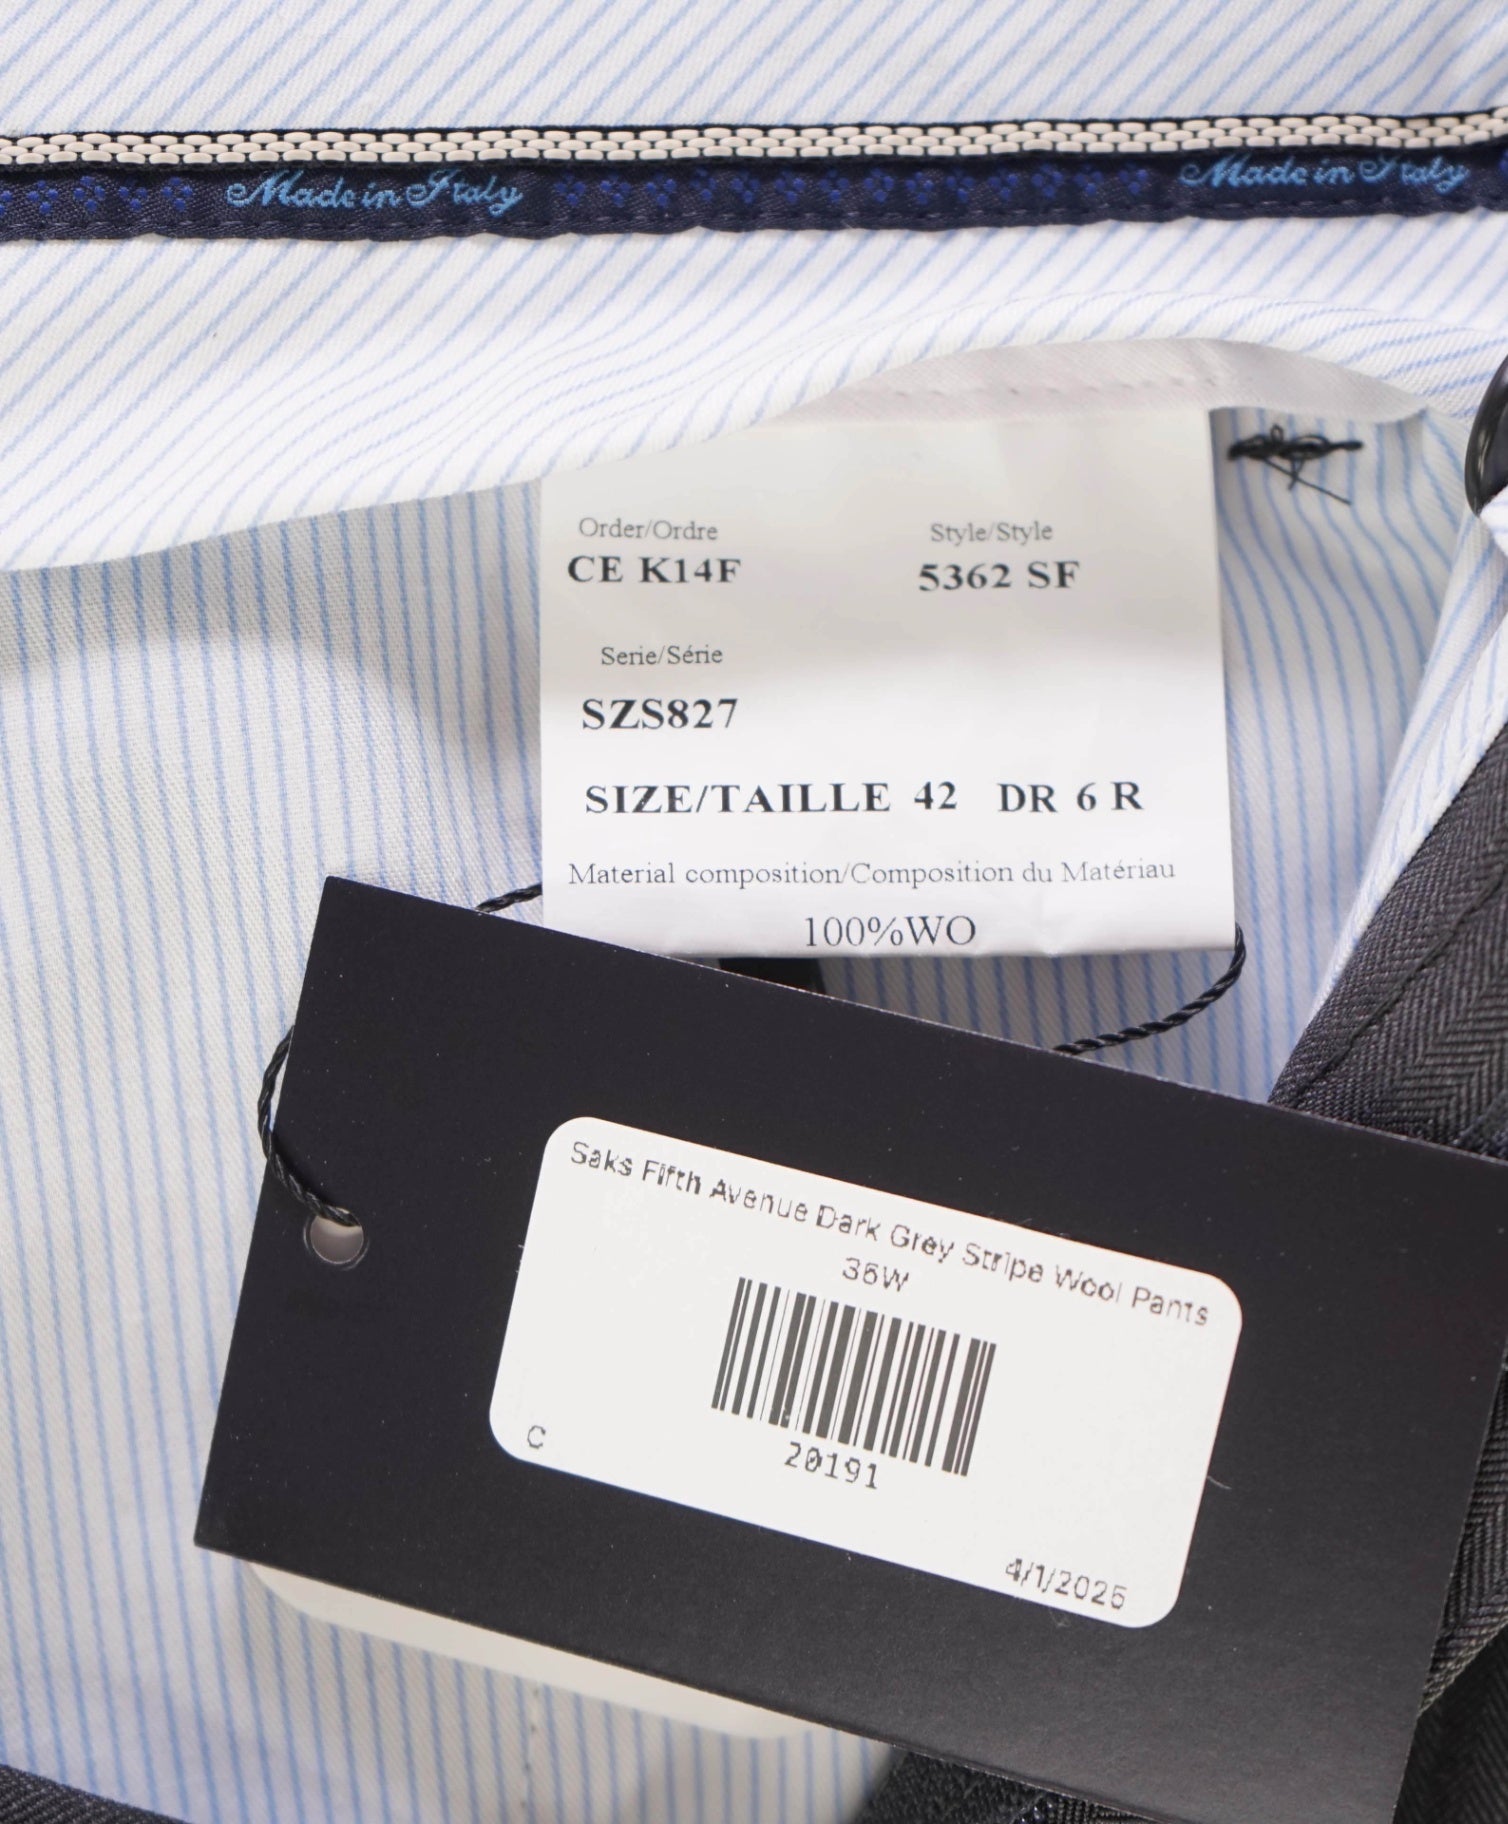 Made in Italy Made in Italy
Order/Ordre Style/Style
CE K14F 5362 SF
Serie/Série
SZS827
SIZE/TAILLE 42 DR 6 R
Material composition/Composition du Matériau
100%WO
Saks Fifth Avenue Dark Grey Stripe Wool Pants
36W
20191
C
4/1/2025